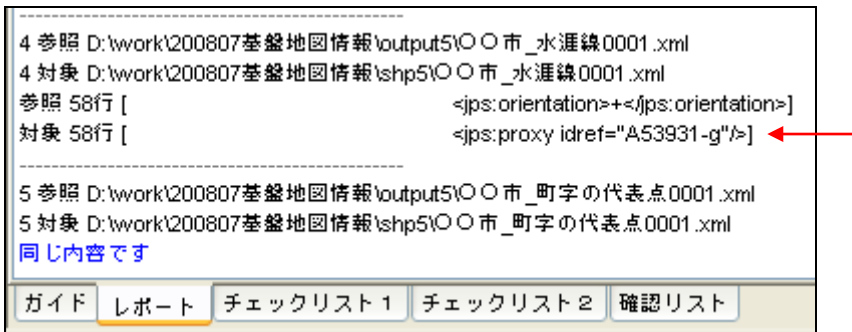 ------------------------------------------------
4 参照 D:\work\200807基盤地図情報\output5\〇〇市_水涯線0001.xml
4 対象 D:\work\200807基盤地図情報\shp5\〇〇市_水涯線0001.xml
参照 58行 [ <jps:orientation>+</jps:orientation>]
対象 58行 [ <jps:proxy idref="A53931-g"/>]
------------------------------------------------
5 参照 D:\work\200807基盤地図情報\output5\〇〇市_町字の代表点0001.xml
5 対象 D:\work\200807基盤地図情報\shp5\〇〇市_町字の代表点0001.xml
同じ内容です
ガイド レポート チェックリスト1 チェックリスト2 確認リスト